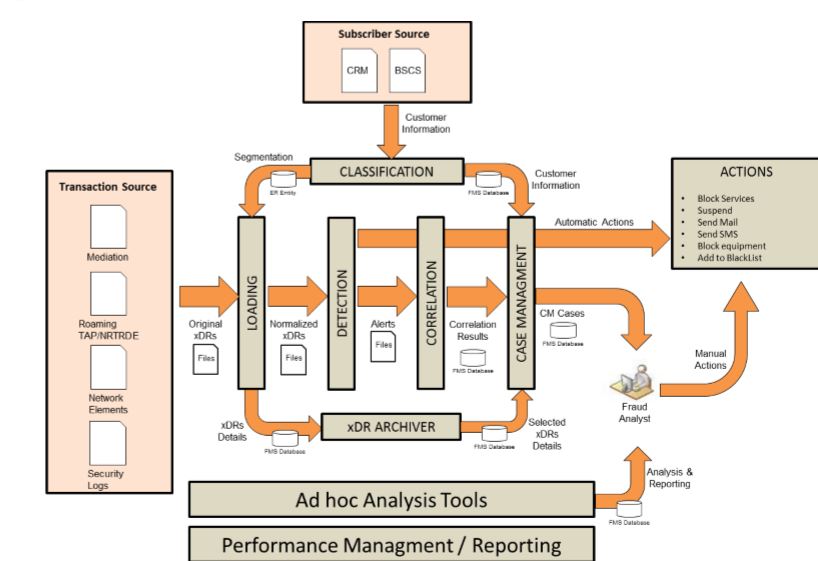 Subscriber Source
CRM
BSCS
Customer
Information
Segmentation
ER Entity
CLASSIFICATION
FMS Database
Customer
Information
Transaction Source
Mediation
Roaming
TAP/NRTRDE
Network
Elements
Security
Logs
Original
xDRs
Files
LOADING
Normalized
xDRs
Files
DETECTION
Alerts
Files
CORRELATION
Correlation
Results
FMS Database
CASE MANAGMENT
Automatic Actions
ACTIONS
• Block Services
• Suspend
• Send Mail
• Send SMS
• Block equipment
• Add to BlackList
CM Cases
FMS Database
Manual
Actions
Fraud
Analyst
xDRs
Details
FMS Database
xDR ARCHIVER
FMS Database
Selected
xDRs
Details
Analysis &
Reporting
FMS Database
Ad hoc Analysis Tools
Performance Managment / Reporting